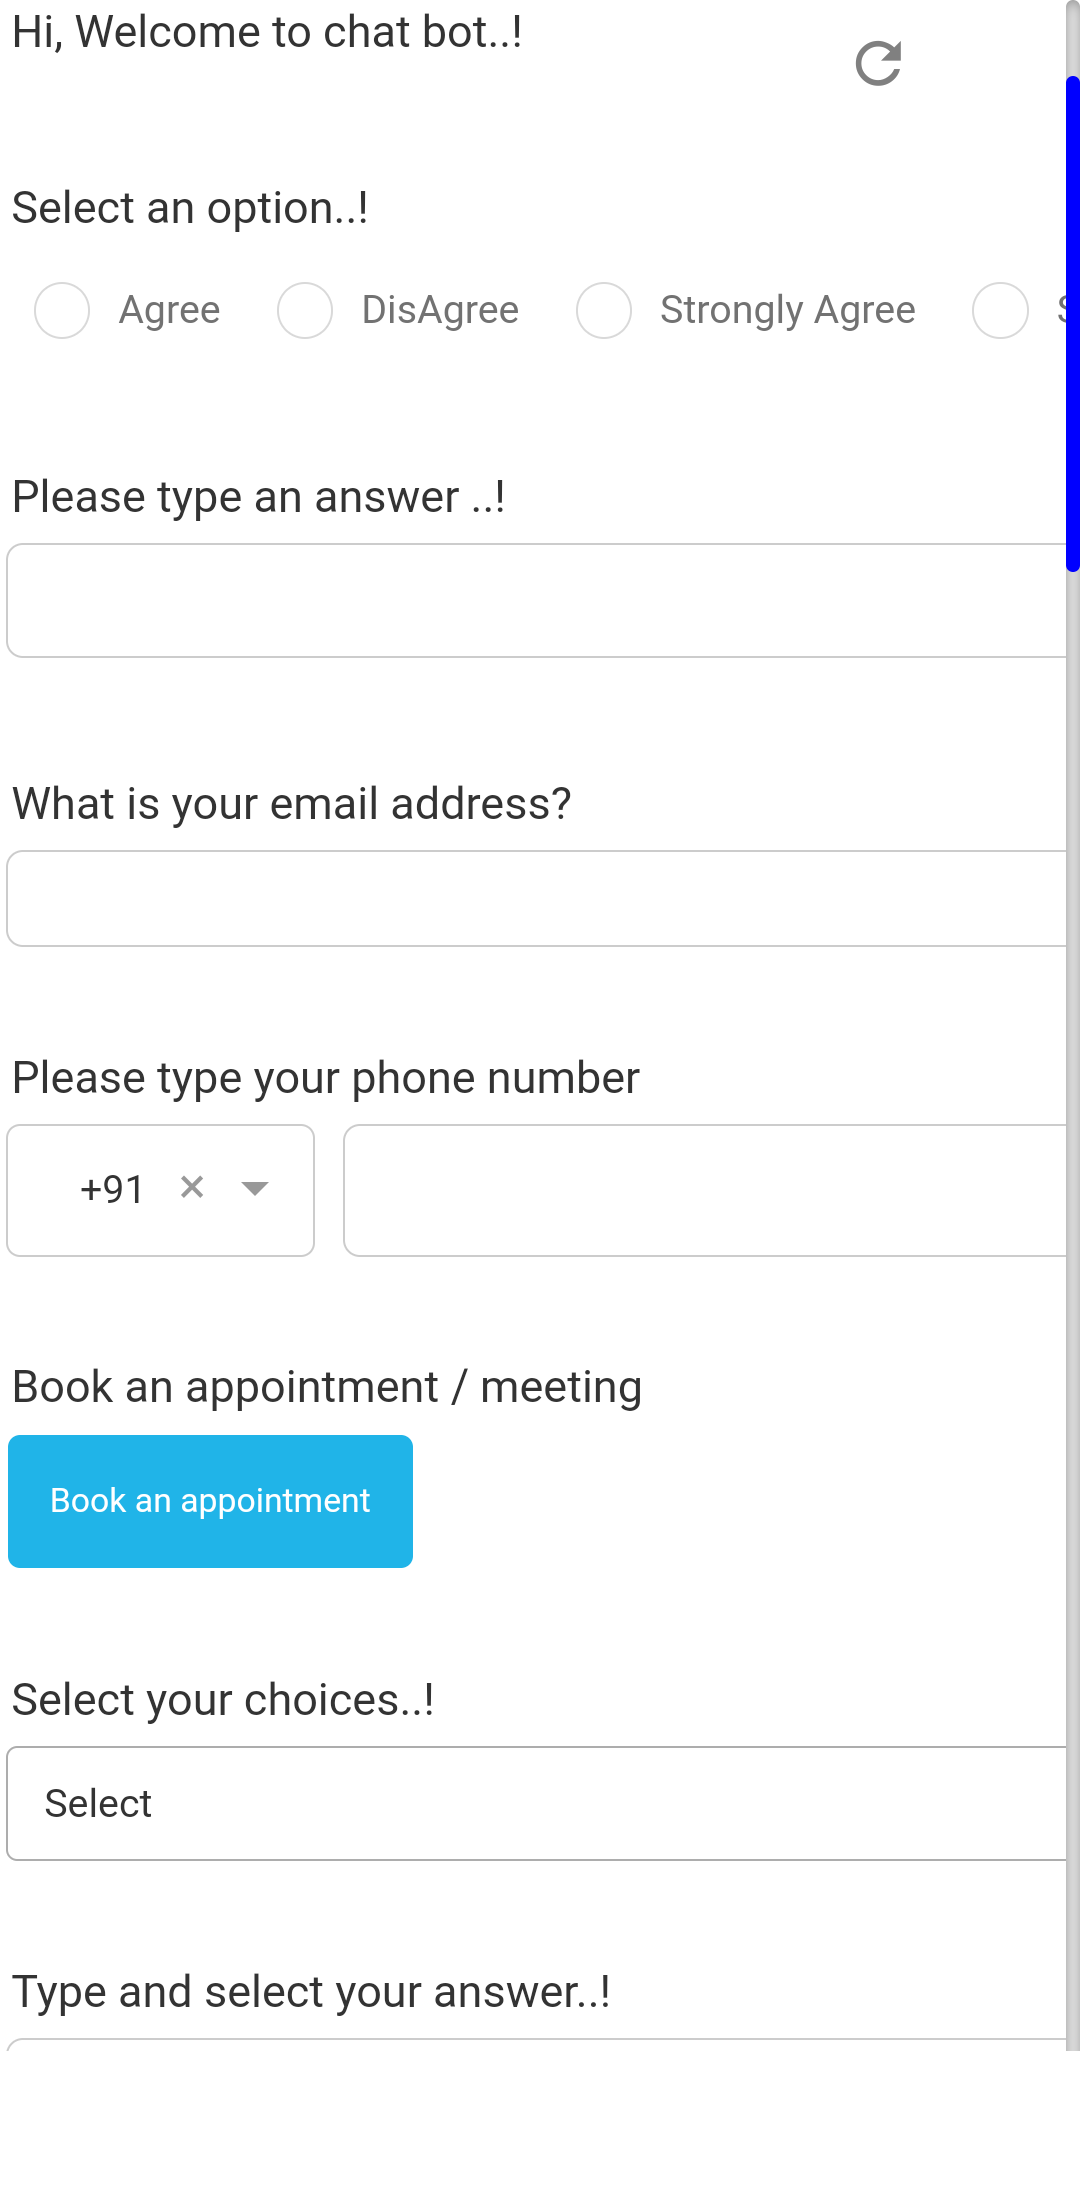 Hi, Welcome to chat bot..!
Select an option..!
Agree DisAgree Strongly Agree
Please type an answer ..!
What is your email address?
Please type your phone number
+91
Book an appointment / meeting
Book an appointment
Select your choices..!
Select
Type and select your answer..!